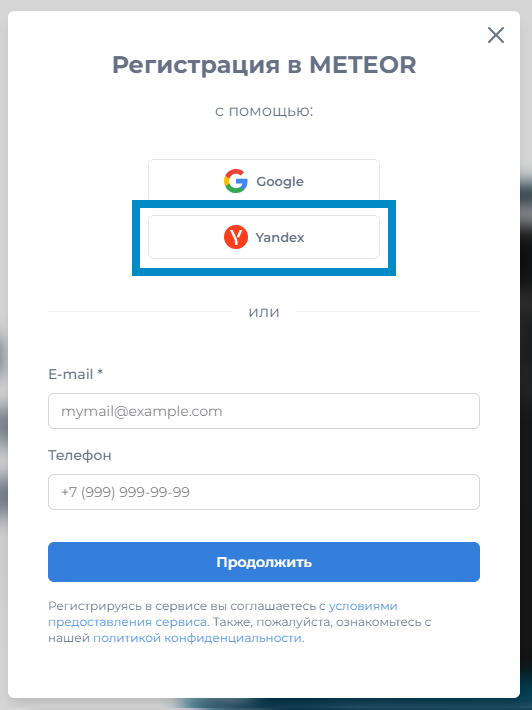 Регистрация в METEOR
с помощью:
Google
Yandex
или
E-mail *
mymail@example.com
Телефон
+7 (999) 999-99-99
Продолжить
Регистрируясь в сервисе вы соглашаетесь с условиями
предоставления сервиса. Также, пожалуйста, ознакомьтесь с
нашей политикой конфиденциальности.